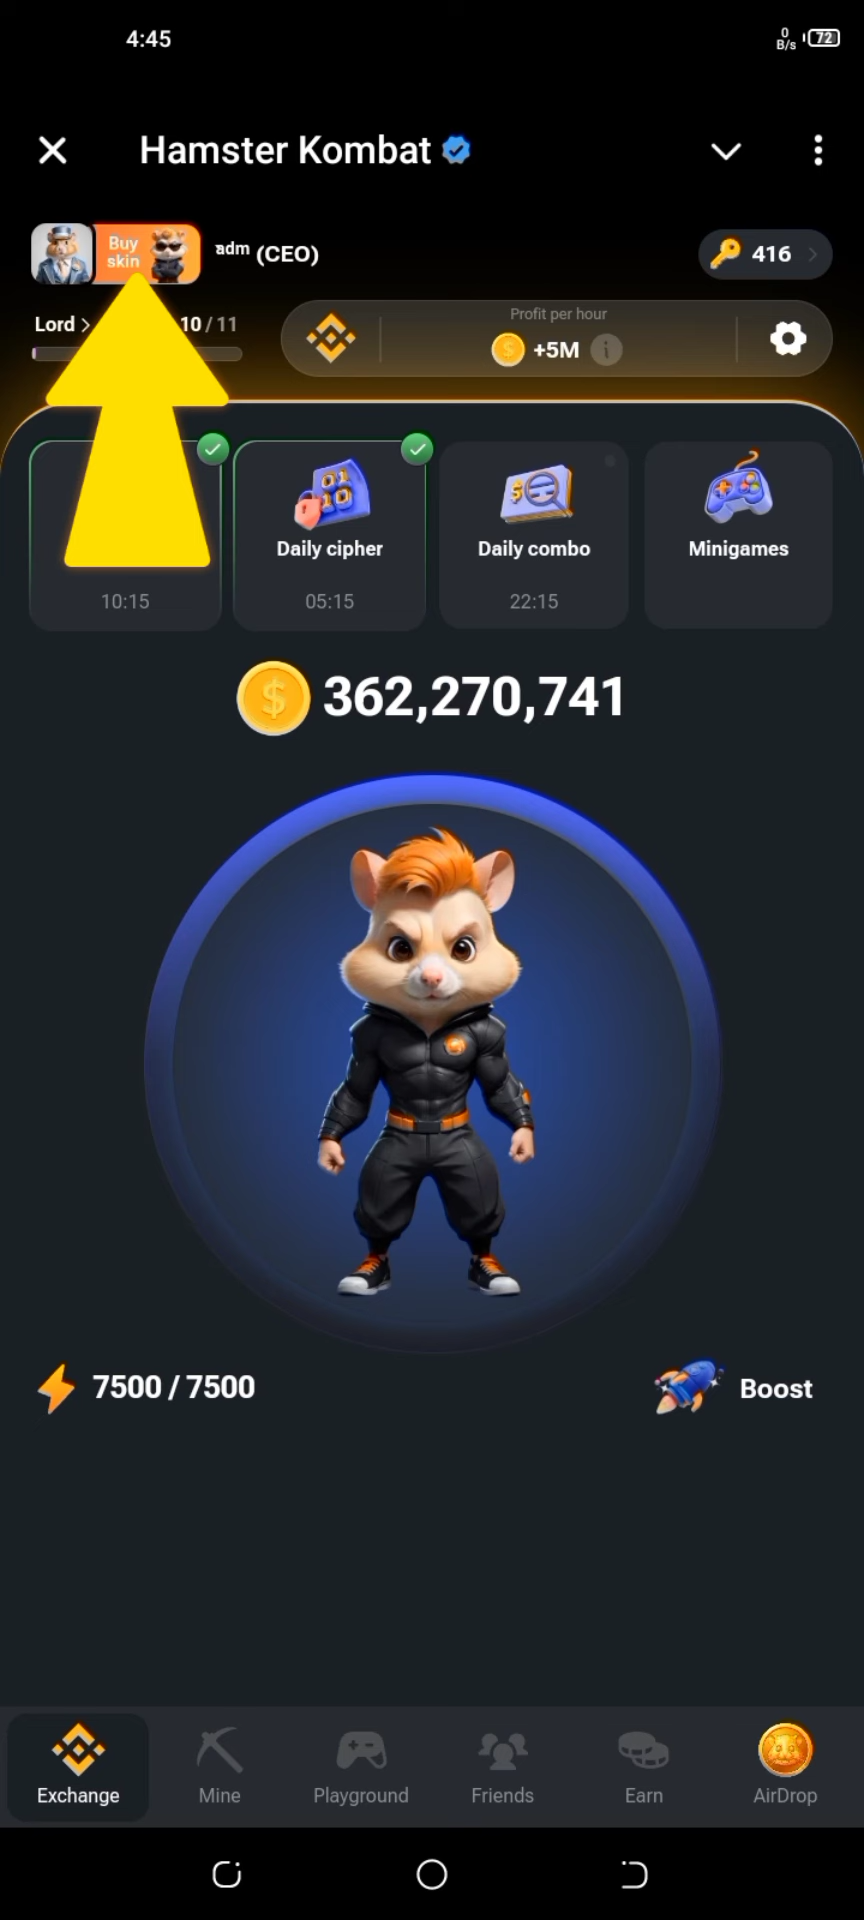 4:45
0
B/s
72
Hamster Kombat
Buy
skin
adm (CEO)
416
Lord
10 / 11
Profit per hour
+5M
Daily cipher
Daily combo
Minigames
10:15
05:15
22:15
362,270,741
7500 / 7500
Boost
Exchange
Mine
Playground
Friends
Earn
AirDrop